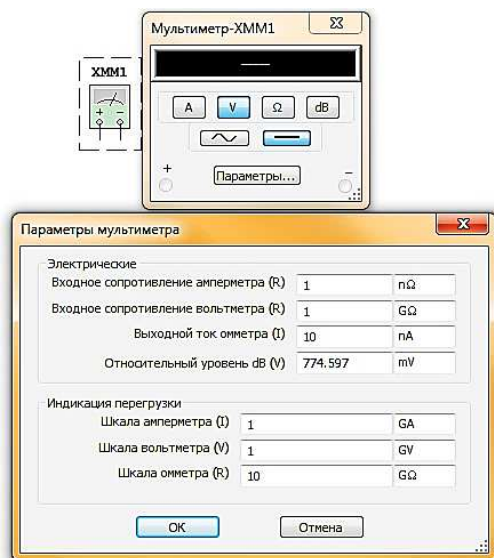 Мультиметр-XMM1
XMM1
A V Ω dB
+ −
Параметры...
+ −
Параметры мультиметра
Электрические
Входное сопротивление амперметра (R) 1 nΩ
Входное сопротивление вольтметра (R) 1 GΩ
Выходной ток омметра (I) 10 nA
Относительный уровень dB (V) 774.597 mV
Индикация перегрузки
Шкала амперметра (I) 1 GA
Шкала вольтметра (V) 1 GV
Шкала омметра (R) 10 GΩ
OK Отмена